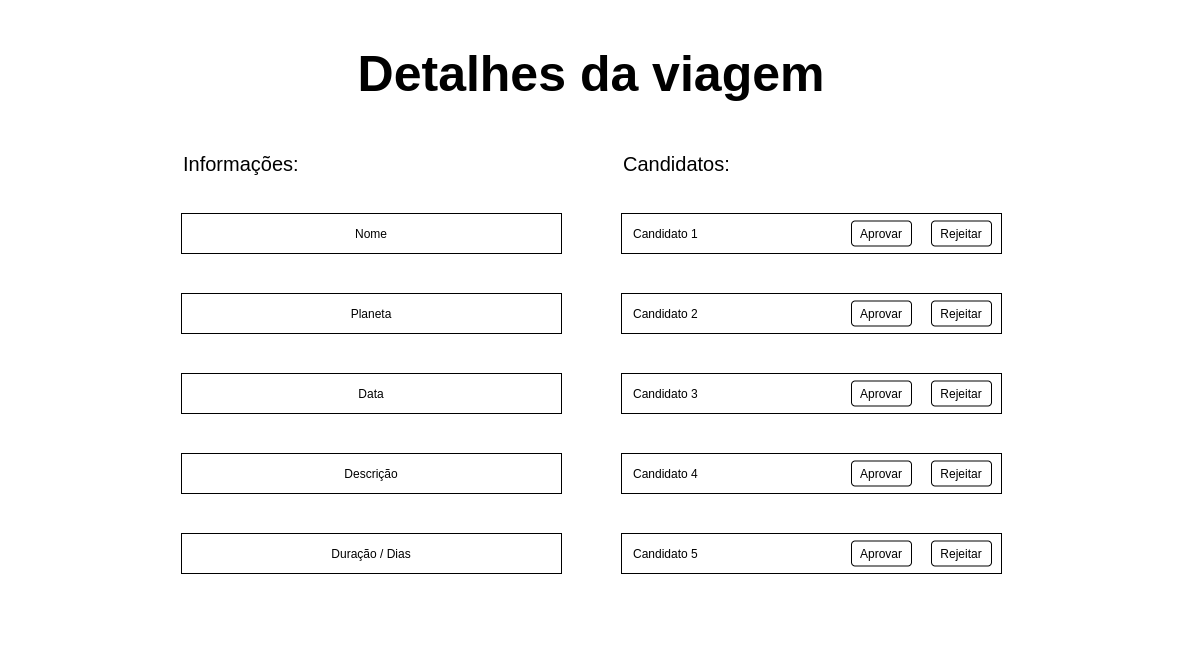 Detalhes da viagem
Informações:
Nome
Planeta
Data
Descrição
Duração / Dias
Candidatos:
Candidato 1 Aprovar Rejeitar
Candidato 2 Aprovar Rejeitar
Candidato 3 Aprovar Rejeitar
Candidato 4 Aprovar Rejeitar
Candidato 5 Aprovar Rejeitar